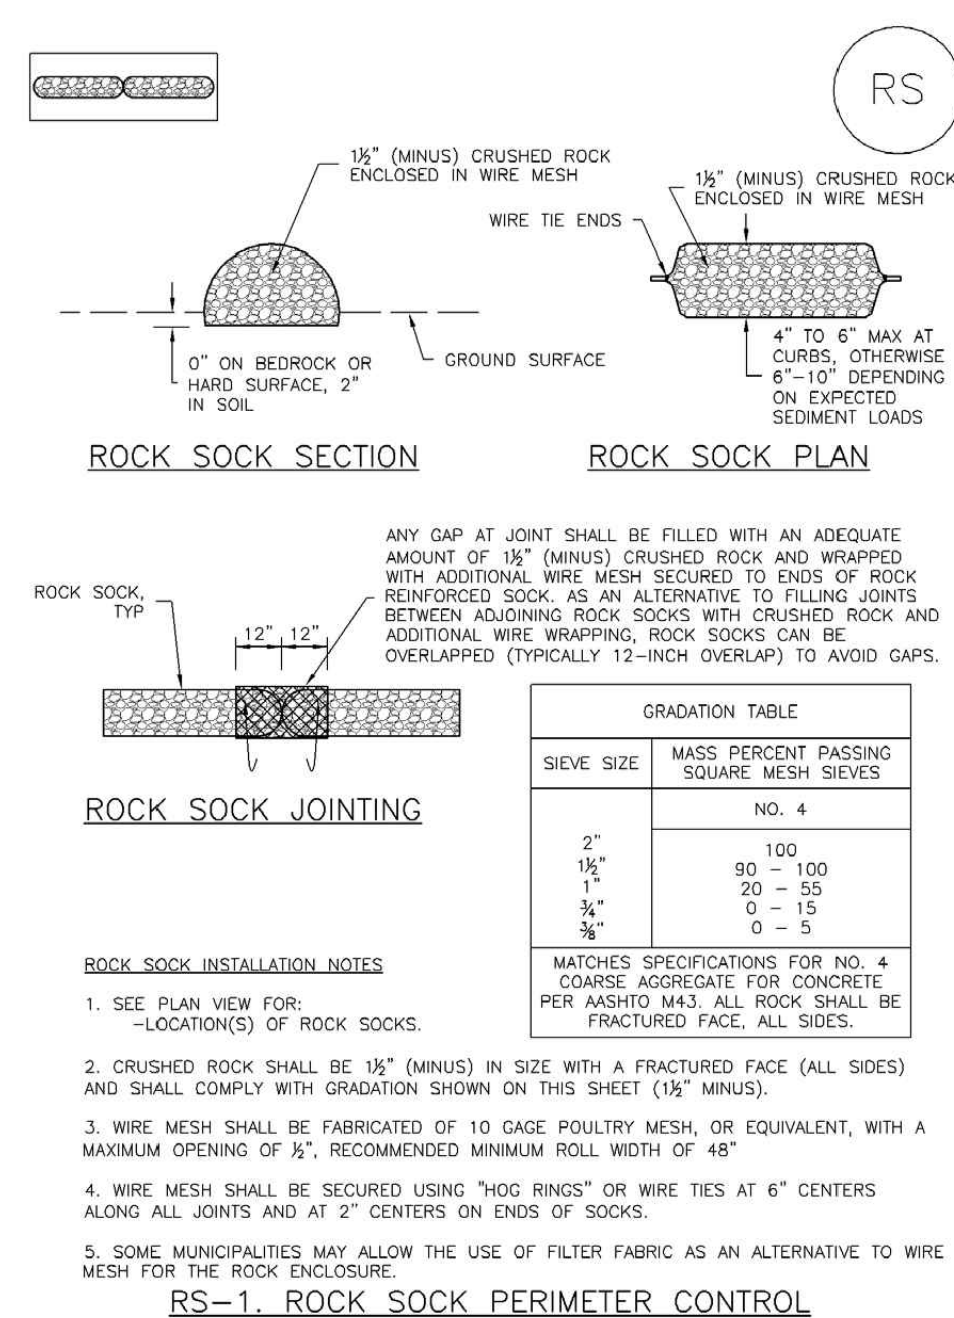 RS
1½" (MINUS) CRUSHED ROCK
ENCLOSED IN WIRE MESH
0" ON BEDROCK OR
HARD SURFACE, 2"
IN SOIL
GROUND SURFACE
ROCK SOCK SECTION
1½" (MINUS) CRUSHED ROCK
ENCLOSED IN WIRE MESH
WIRE TIE ENDS
4" TO 6" MAX AT
CURBS, OTHERWISE
6"-10" DEPENDING
ON EXPECTED
SEDIMENT LOADS
ROCK SOCK PLAN
ANY GAP AT JOINT SHALL BE FILLED WITH AN ADEQUATE
AMOUNT OF 1½" (MINUS) CRUSHED ROCK AND WRAPPED
WITH ADDITIONAL WIRE MESH SECURED TO ENDS OF ROCK
REINFORCED SOCK. AS AN ALTERNATIVE TO FILLING JOINTS
BETWEEN ADJOINING ROCK SOCKS WITH CRUSHED ROCK AND
ADDITIONAL WIRE WRAPPING, ROCK SOCKS CAN BE
OVERLAPPED (TYPICALLY 12-INCH OVERLAP) TO AVOID GAPS.
ROCK SOCK,
TYP
12" 12"
ROCK SOCK JOINTING
GRADATION TABLE
SIEVE SIZE
MASS PERCENT PASSING
SQUARE MESH SIEVES
NO. 4
2" 100
1½" 90 - 100
1" 20 - 55
¾" 0 - 15
⅜" 0 - 5
MATCHES SPECIFICATIONS FOR NO. 4
COARSE AGGREGATE FOR CONCRETE
PER AASHTO M43. ALL ROCK SHALL BE
FRACTURED FACE, ALL SIDES.
ROCK SOCK INSTALLATION NOTES
1. SEE PLAN VIEW FOR:
-LOCATION(S) OF ROCK SOCKS.
2. CRUSHED ROCK SHALL BE 1½" (MINUS) IN SIZE WITH A FRACTURED FACE (ALL SIDES)
AND SHALL COMPLY WITH GRADATION SHOWN ON THIS SHEET (1½" MINUS).
3. WIRE MESH SHALL BE FABRICATED OF 10 GAGE POULTRY MESH, OR EQUIVALENT, WITH A
MAXIMUM OPENING OF ½", RECOMMENDED MINIMUM ROLL WIDTH OF 48"
4. WIRE MESH SHALL BE SECURED USING "HOG RINGS" OR WIRE TIES AT 6" CENTERS
ALONG ALL JOINTS AND AT 2" CENTERS ON ENDS OF SOCKS.
5. SOME MUNICIPALITIES MAY ALLOW THE USE OF FILTER FABRIC AS AN ALTERNATIVE TO WIRE
MESH FOR THE ROCK ENCLOSURE.
RS-1. ROCK SOCK PERIMETER CONTROL